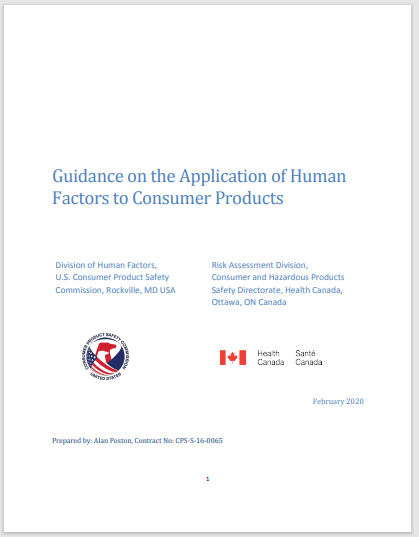 Guidance on the Application of Human
Factors to Consumer Products
Division of Human Factors,
U.S. Consumer Product Safety
Commission, Rockville, MD USA
Risk Assessment Division,
Consumer and Hazardous Products
Safety Directorate, Health Canada,
Ottawa, ON Canada
CONSUMER PRODUCT SAFETY COMMISSION
UNITED STATES
Health Santé
Canada Canada
February 2020
Prepared by: Alan Poston, Contract No: CPS-S-16-0065
1